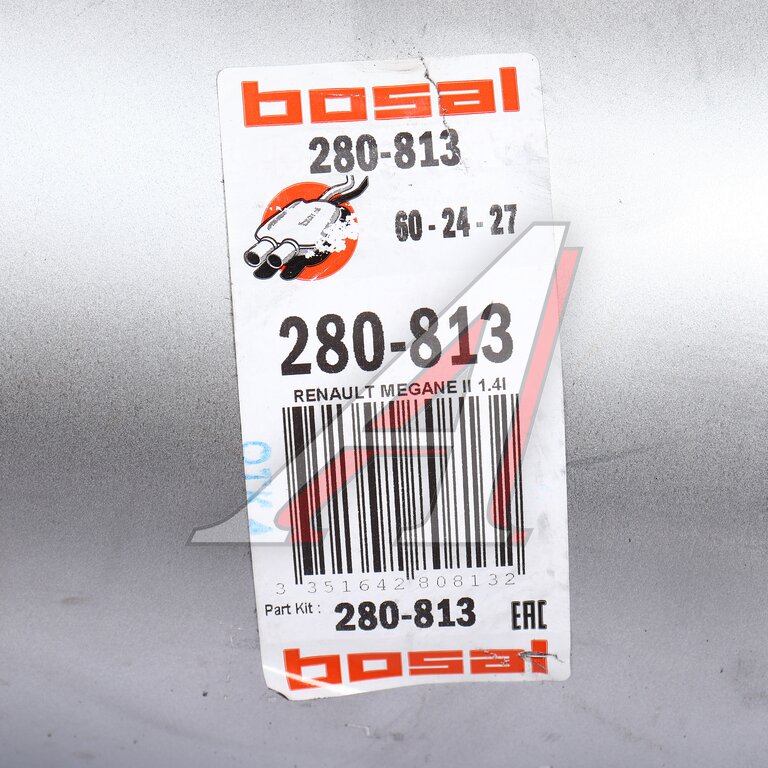 bosal
280-813
60-24-27
280-813
RENAULT MEGANE II 1.4I
3 351642 808132
Part Kit : 280-813 EAC
bosal